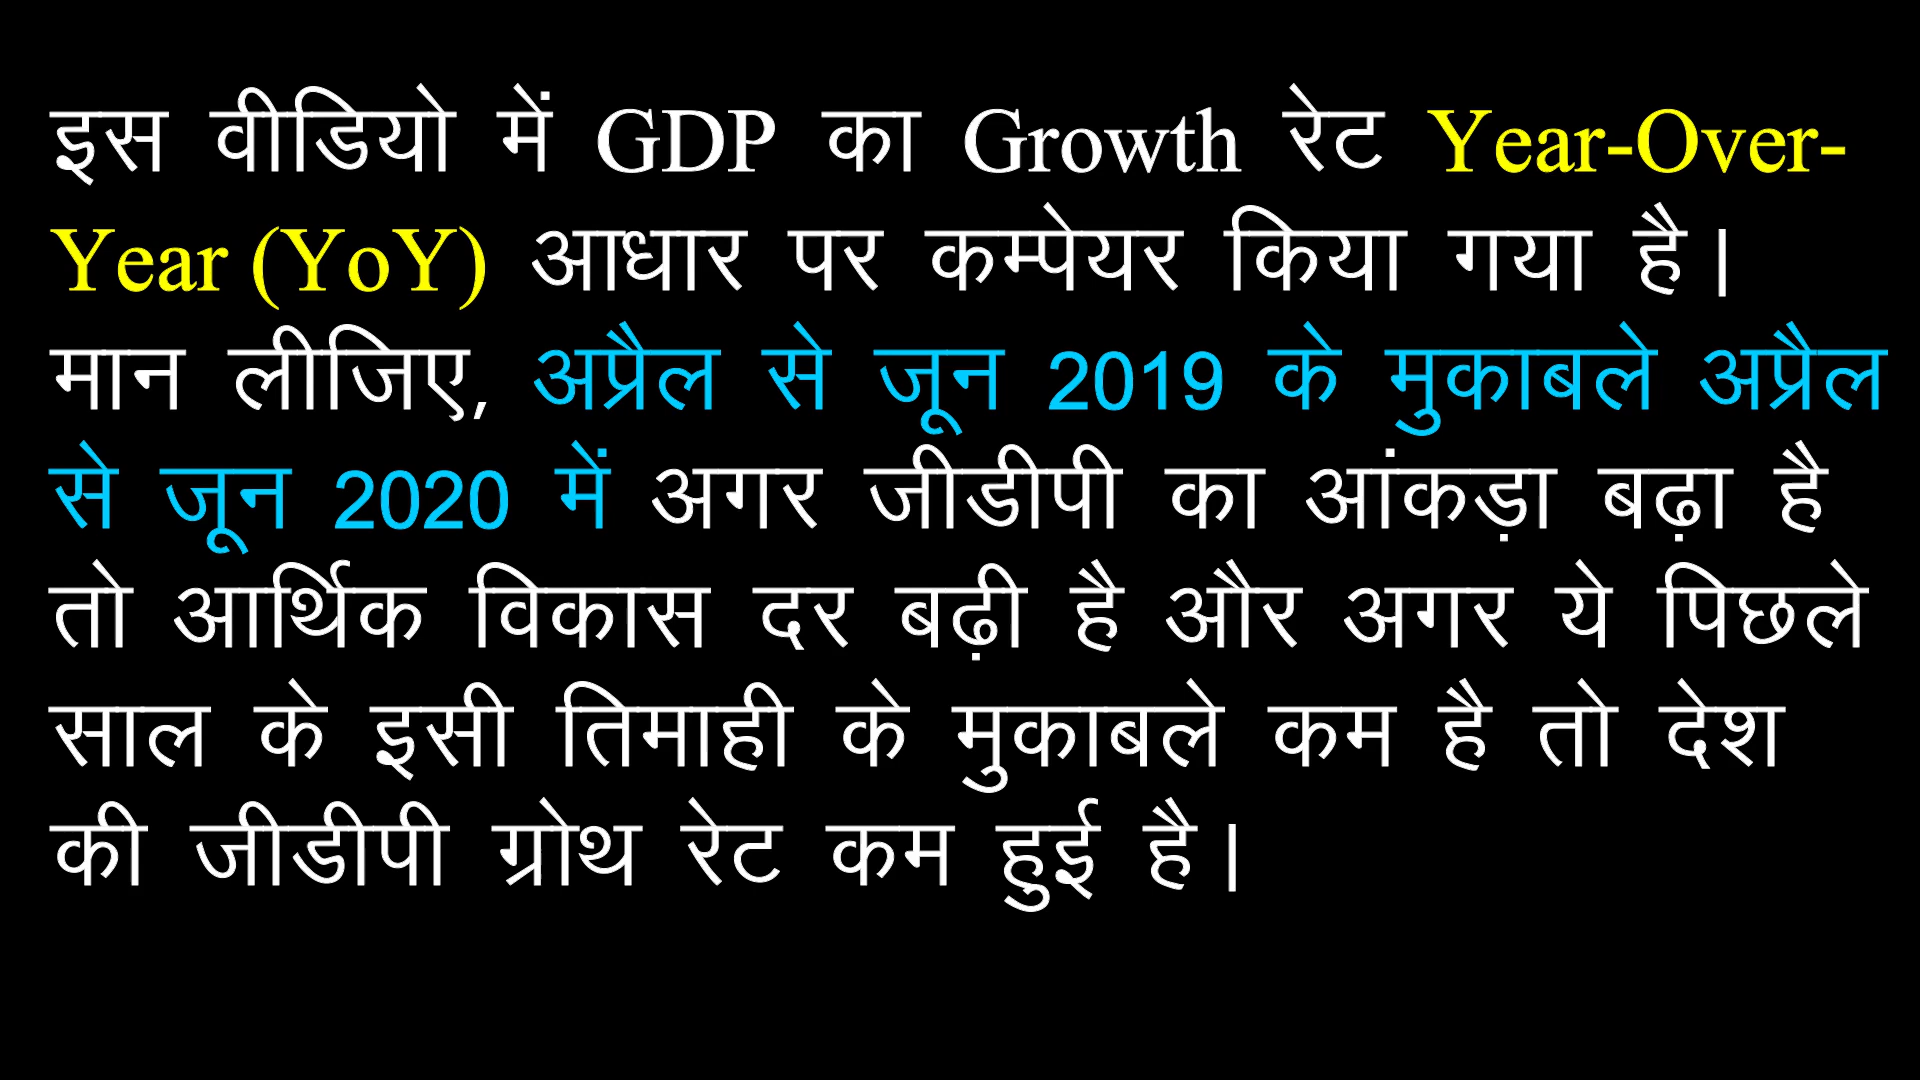 इस वीडियो में GDP का Growth रेट Year-Over-
Year (YoY) आधार पर कम्पेयर किया गया है।
मान लीजिए, अप्रैल से जून 2019 के मुकाबले अप्रैल
से जून 2020 में अगर जीडीपी का आंकड़ा बढ़ा है
तो आर्थिक विकास दर बढ़ी है और अगर ये पिछले
साल के इसी तिमाही के मुकाबले कम है तो देश
की जीडीपी ग्रोथ रेट कम हुई है।